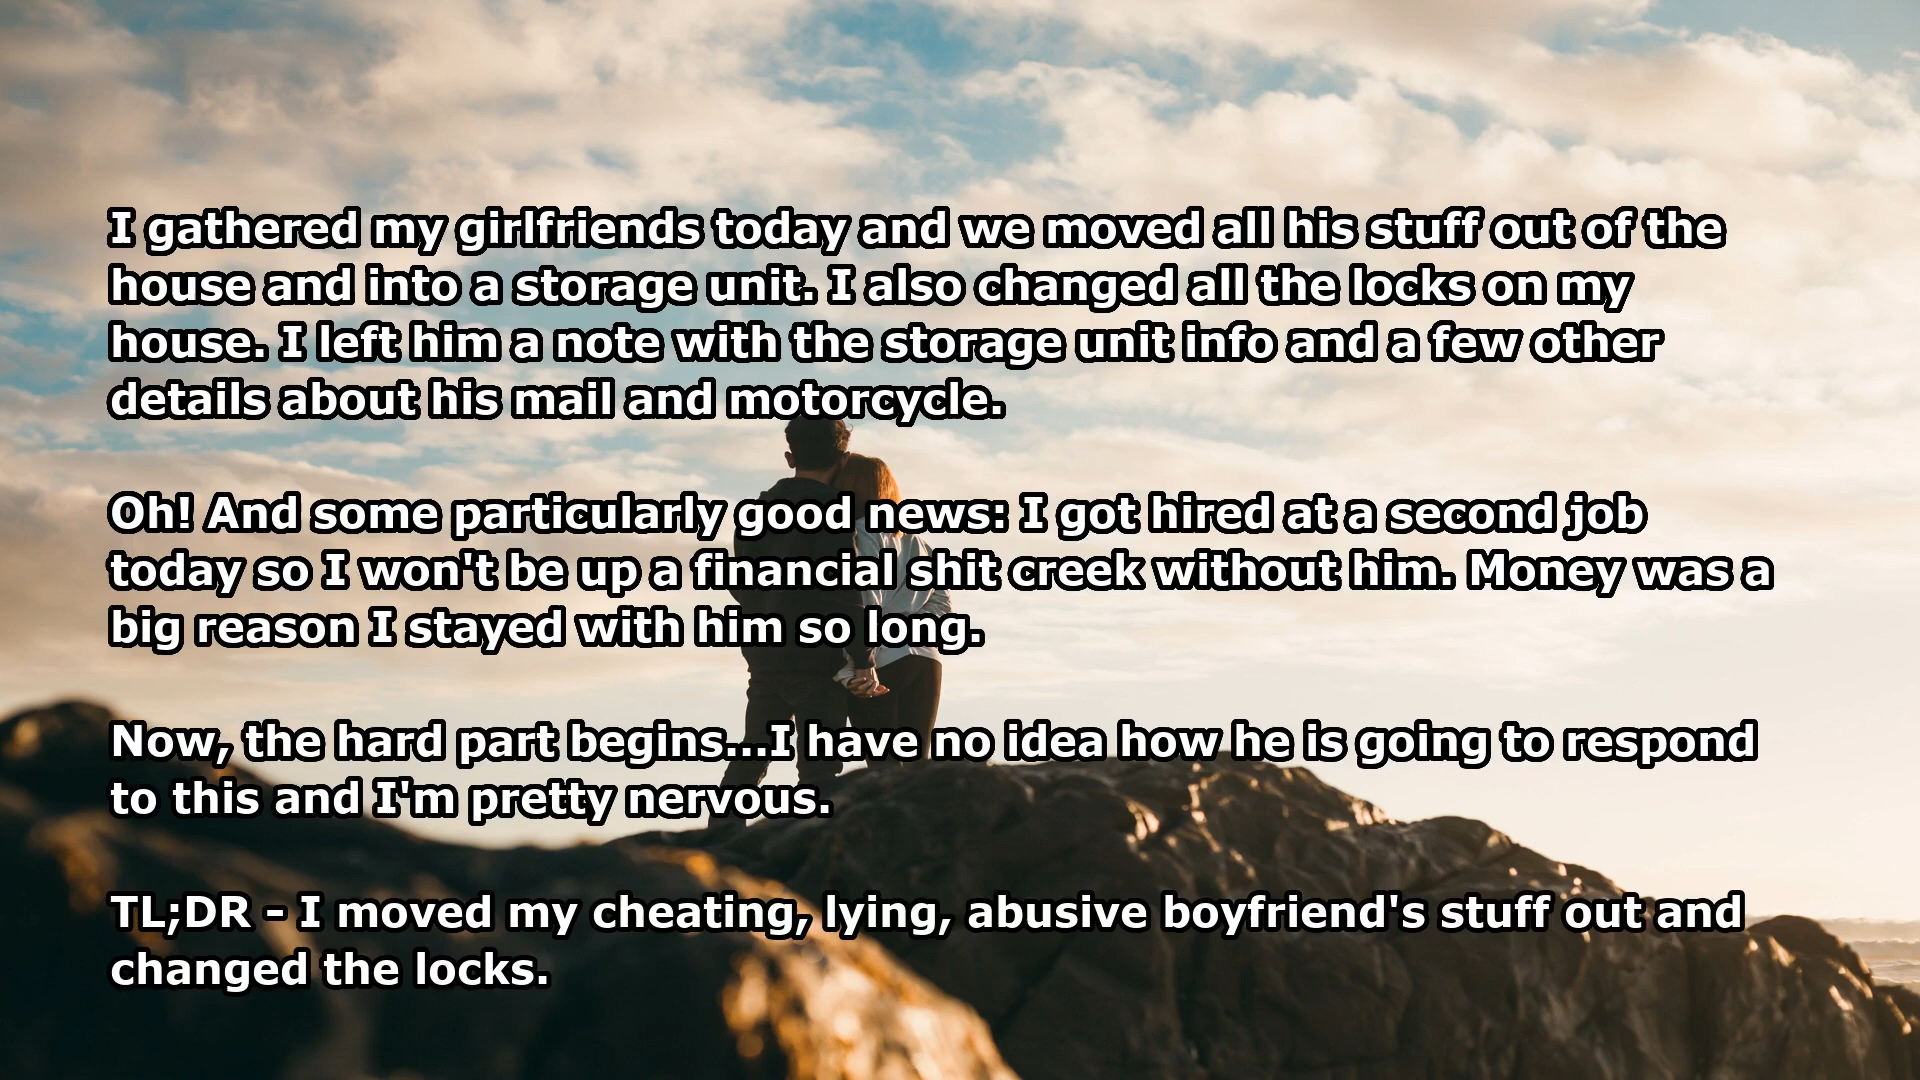 I gathered my girlfriends today and we moved all his stuff out of the
house and into a storage unit. I also changed all the locks on my
house. I left him a note with the storage unit info and a few other
details about his mail and motorcycle.
Oh! And some particularly good news: I got hired at a second job
today so I won't be up a financial shit creek without him. Money was a
big reason I stayed with him so long.
Now, the hard part begins...I have no idea how he is going to respond
to this and I'm pretty nervous.
TL;DR - I moved my cheating, lying, abusive boyfriend's stuff out and
changed the locks.